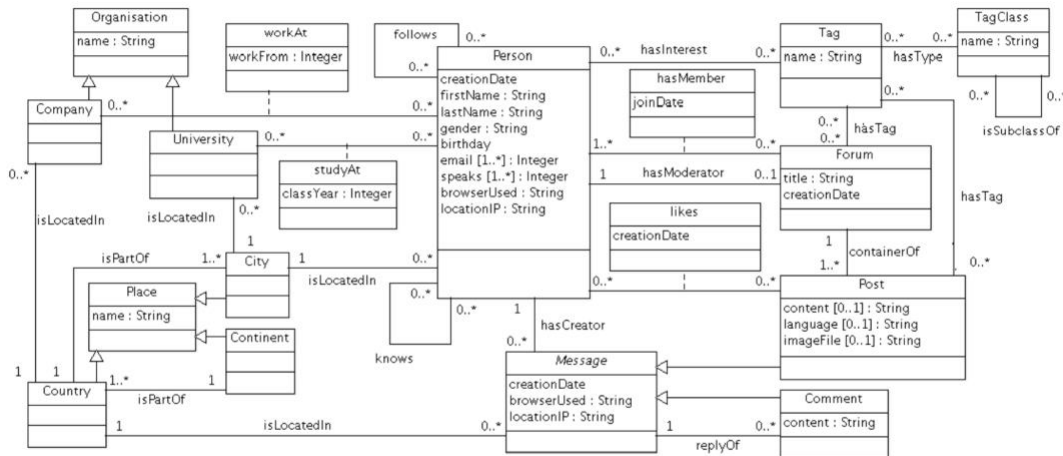 Organisation
name : String
workAt
workFrom : Integer
follows
0..*
0..*
Person
creationDate
firstName : String
lastName : String
gender : String
birthday
email [1..*] : Integer
speaks [1..*] : Integer
browserUsed : String
locationIP : String
0..*
hasInterest
0..*
Tag
name : String
0..*
0..*
hasType
TagClass
name : String
0..*
0..*
isSubclassOf
hasMember
joinDate
Company
0..*
0..*
0..*
University
0..*
0..*
studyAt
classYear : Integer
0..*
0..*
hasTag
0..*
1..*
0..*
Forum
title : String
creationDate
1
hasModerator
0..1
hasTag
likes
creationDate
isLocatedIn
isLocatedIn
0..*
1
1
containerOf
1..*
0..*
isPartOf
1..*
City
1
isLocatedIn
0..*
0..*
0..*
Post
content [0..1] : String
language [0..1] : String
imageFile [0..1] : String
Place
name : String
Continent
0..*
0..*
knows
1
hasCreator
0..*
Message
creationDate
browserUsed : String
locationIP : String
1
1
Country
1..*
1
isPartOf
1
isLocatedIn
0..*
1
0..*
replyOf
Comment
content : String